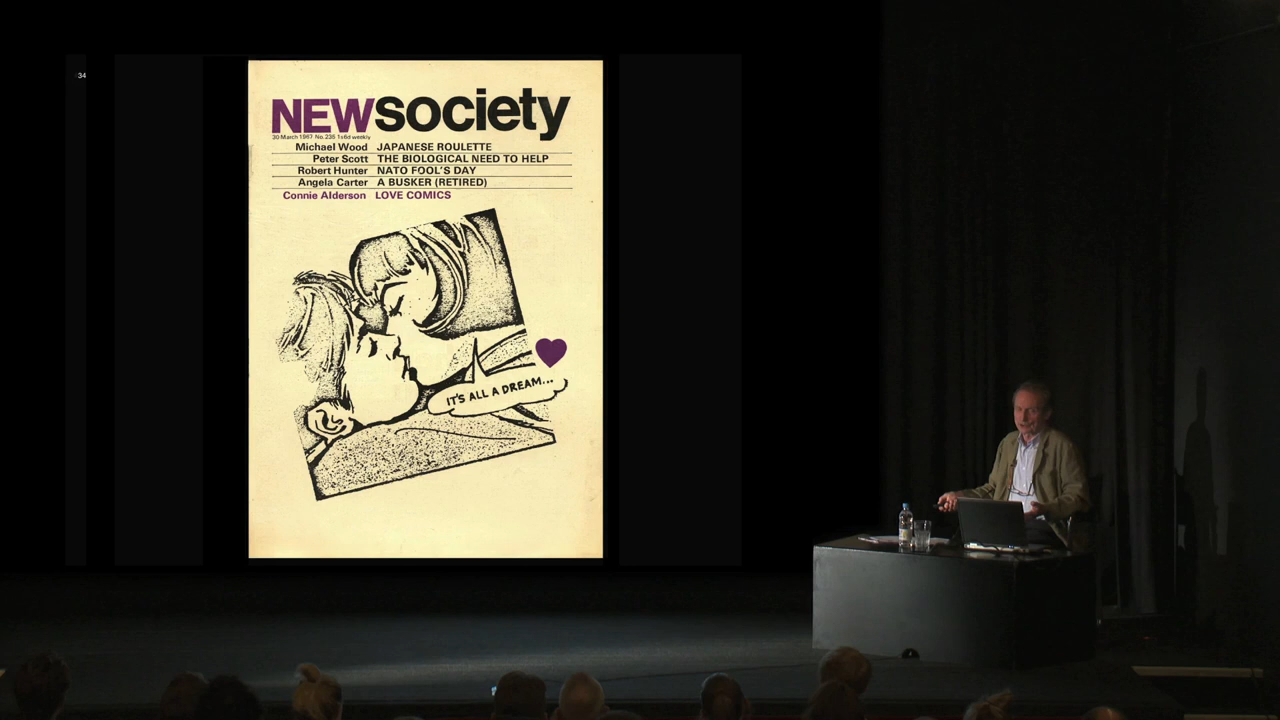 34
NEWsociety
30 March 1967 No.235 1s6d weekly
Michael Wood JAPANESE ROULETTE
Peter Scott THE BIOLOGICAL NEED TO HELP
Robert Hunter NATO FOOL'S DAY
Angela Carter A BUSKER (RETIRED)
Connie Alderson LOVE COMICS
IT'S ALL A DREAM...